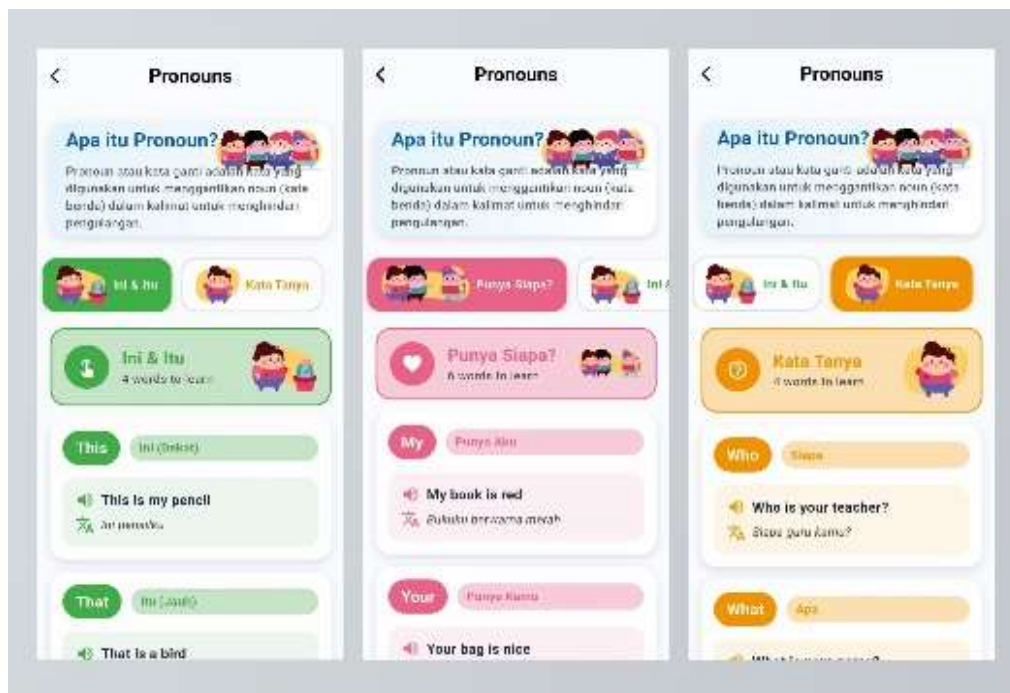 Pronouns
Apa itu Pronoun?
Pronoun atau kata ganti adalah kata yang
digunakan untuk menggantikan noun (kata
benda) dalam kalimat untuk menghindari
pengulangan.
Ini & Itu
Kata Tanya
Ini & Itu
4 words to learn
This
Ini (Dekat)
This is my pencil
Ini pensilku
That
Itu (Jauh)
That is a bird
Pronouns
Apa itu Pronoun?
Pronoun atau kata ganti adalah kata yang
digunakan untuk menggantikan noun (kata
benda) dalam kalimat untuk menghindari
pengulangan.
Punya Siapa?
Ini &
Punya Siapa?
6 words to learn
My
Punya Aku
My book is red
Bukuku berwarna merah
Your
Punya Kamu
Your bag is nice
Pronouns
Apa itu Pronoun?
Pronoun atau kata ganti adalah kata yang
digunakan untuk menggantikan noun (kata
benda) dalam kalimat untuk menghindari
pengulangan.
Ini & Itu
Kata Tanya
Kata Tanya
4 words to learn
Who
Siapa
Who is your teacher?
Siapa guru kamu?
What
Apa